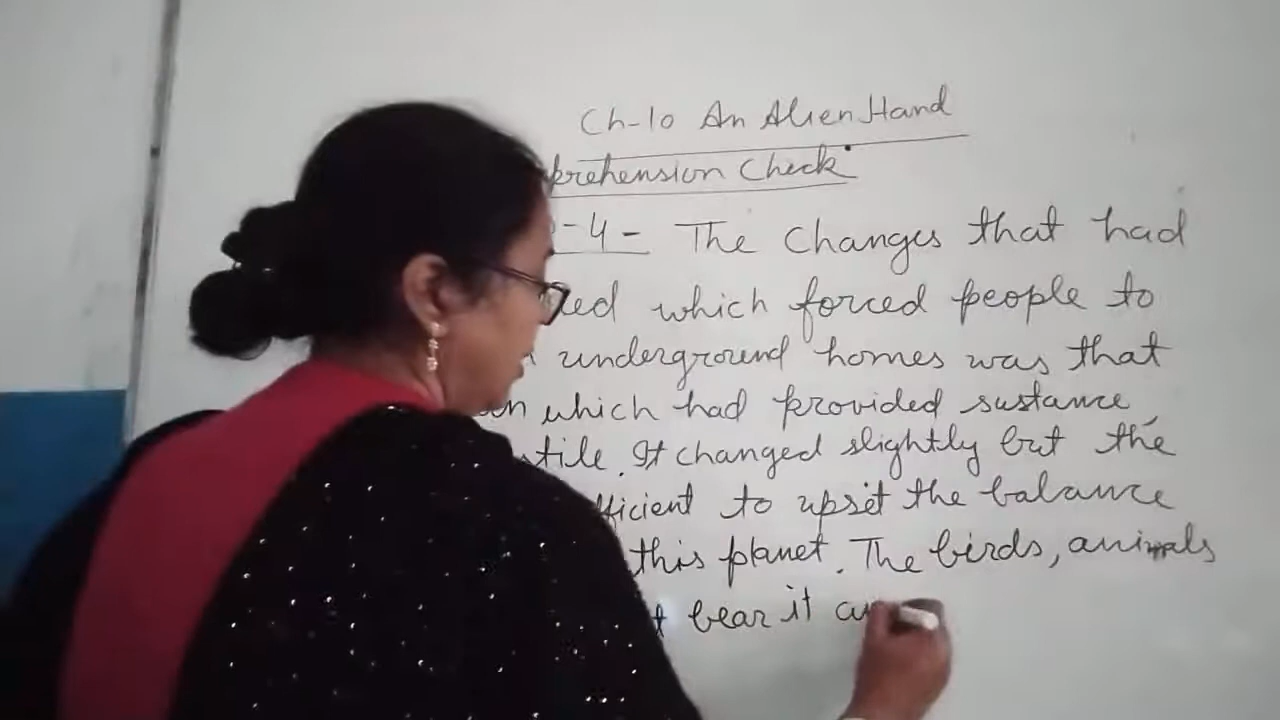 Ch-10 An Alien Hand
prehension Check
-4- The changes that had
ed which forced people to
underground homes was that
which had provided sustance
tile. It changed slightly but the
fficient to upset the balance
this planet. The birds, animals
t bear it